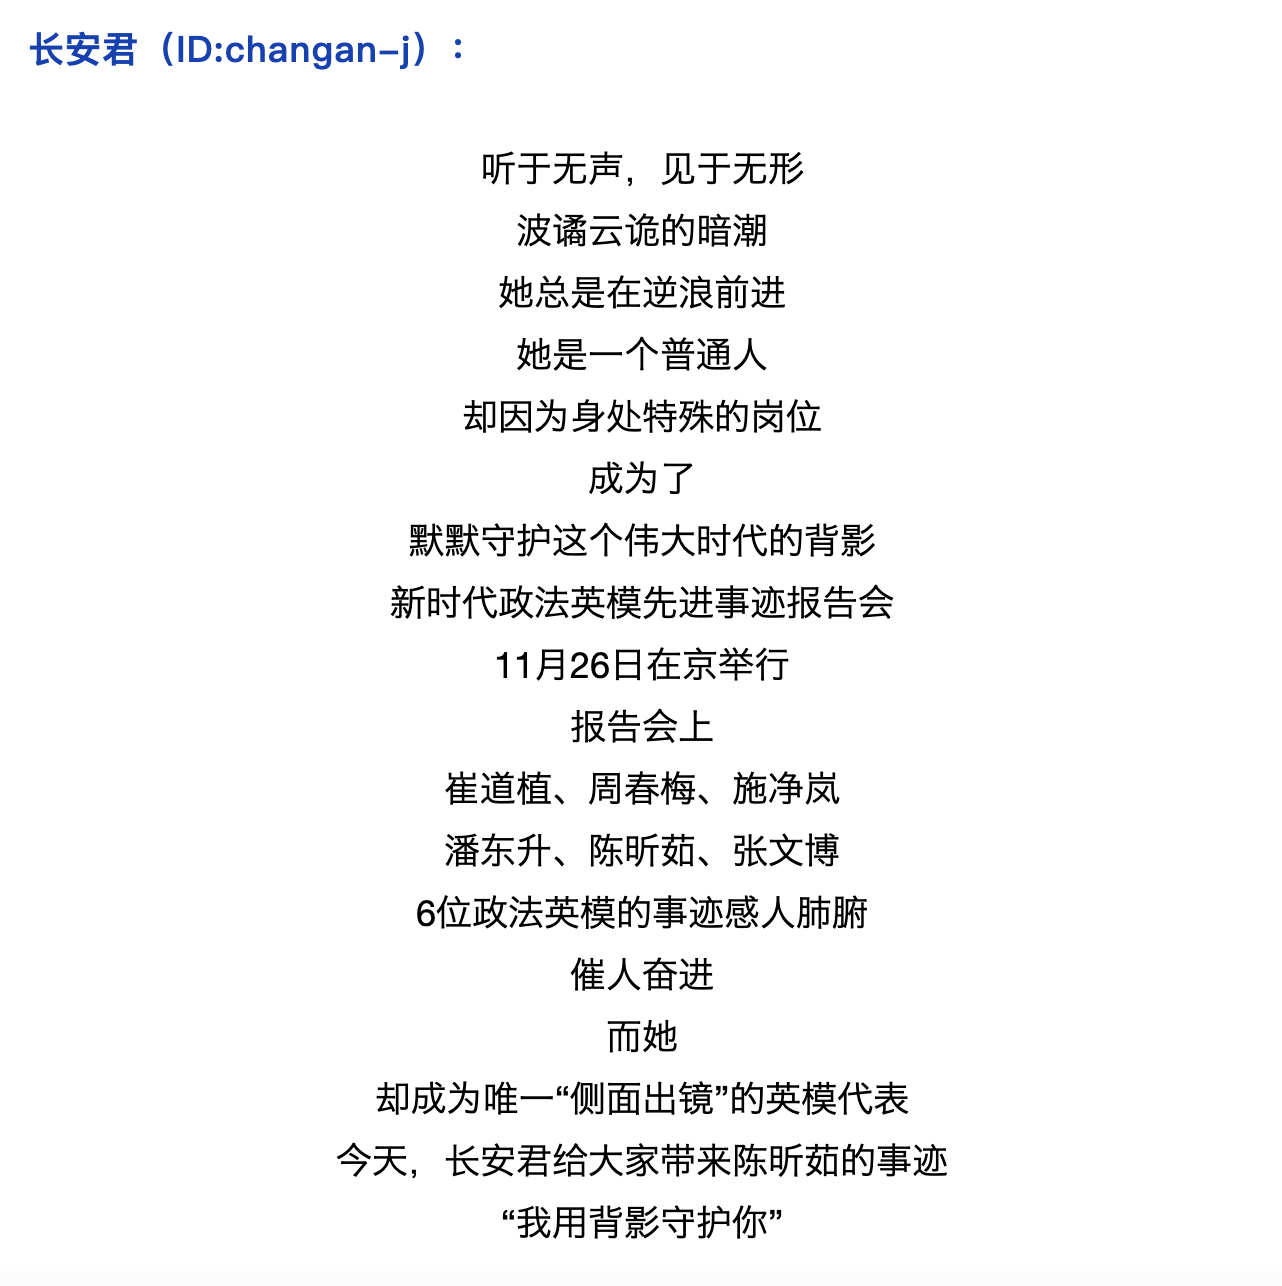 长安君（ID:changan-j）：
听于无声，见于无形
波谲云诡的暗潮
她总是在逆浪前进
她是一个普通人
却因为身处特殊的岗位
成为了
默默守护这个伟大时代的背影
新时代政法英模先进事迹报告会
11月26日在京举行
报告会上
崔道植、周春梅、施净岚
潘东升、陈昕茹、张文博
6位政法英模的事迹感人肺腑
催人奋进
而她
却成为唯一“侧面出镜”的英模代表
今天，长安君给大家带来陈昕茹的事迹
“我用背影守护你”